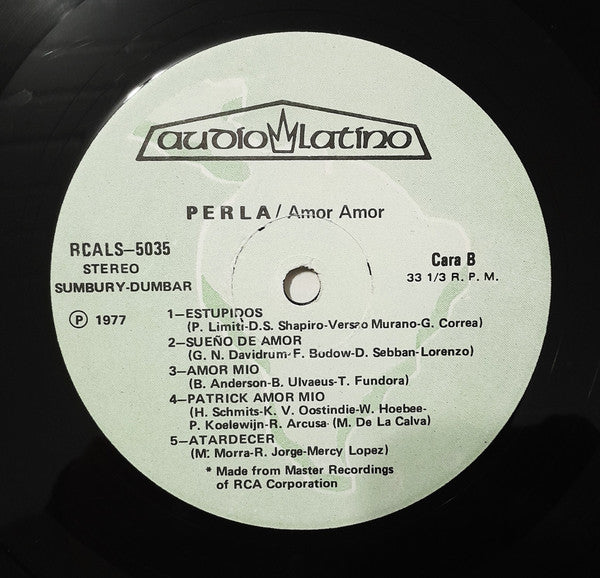 audio Latino
PERLA/Amor Amor
RCALS-5035
STEREO
SUMBURY-DUMBAR
Ⓟ 1977
Cara B
33 1/3 R. P. M.
1-ESTUPIDOS
(P. Limiti-D.S. Shapiro-Versao Murano-G. Correa)
2-SUEÑO DE AMOR
(G. N. Davidrum-F. Budow-D. Sebban-Lorenzo)
3-AMOR MIO
(B. Anderson-B. Ulvaeus-T. Fundora)
4-PATRICK AMOR MIO
(H. Schmits-K. V. Oostindie-W. Hoebee-
P. Koelewijn-R. Arcusa- (M. De La Calva)
5-ATARDECER
(M. Morra-R. Jorge-Mercy Lopez)
* Made from Master Recordings
of RCA Corporation